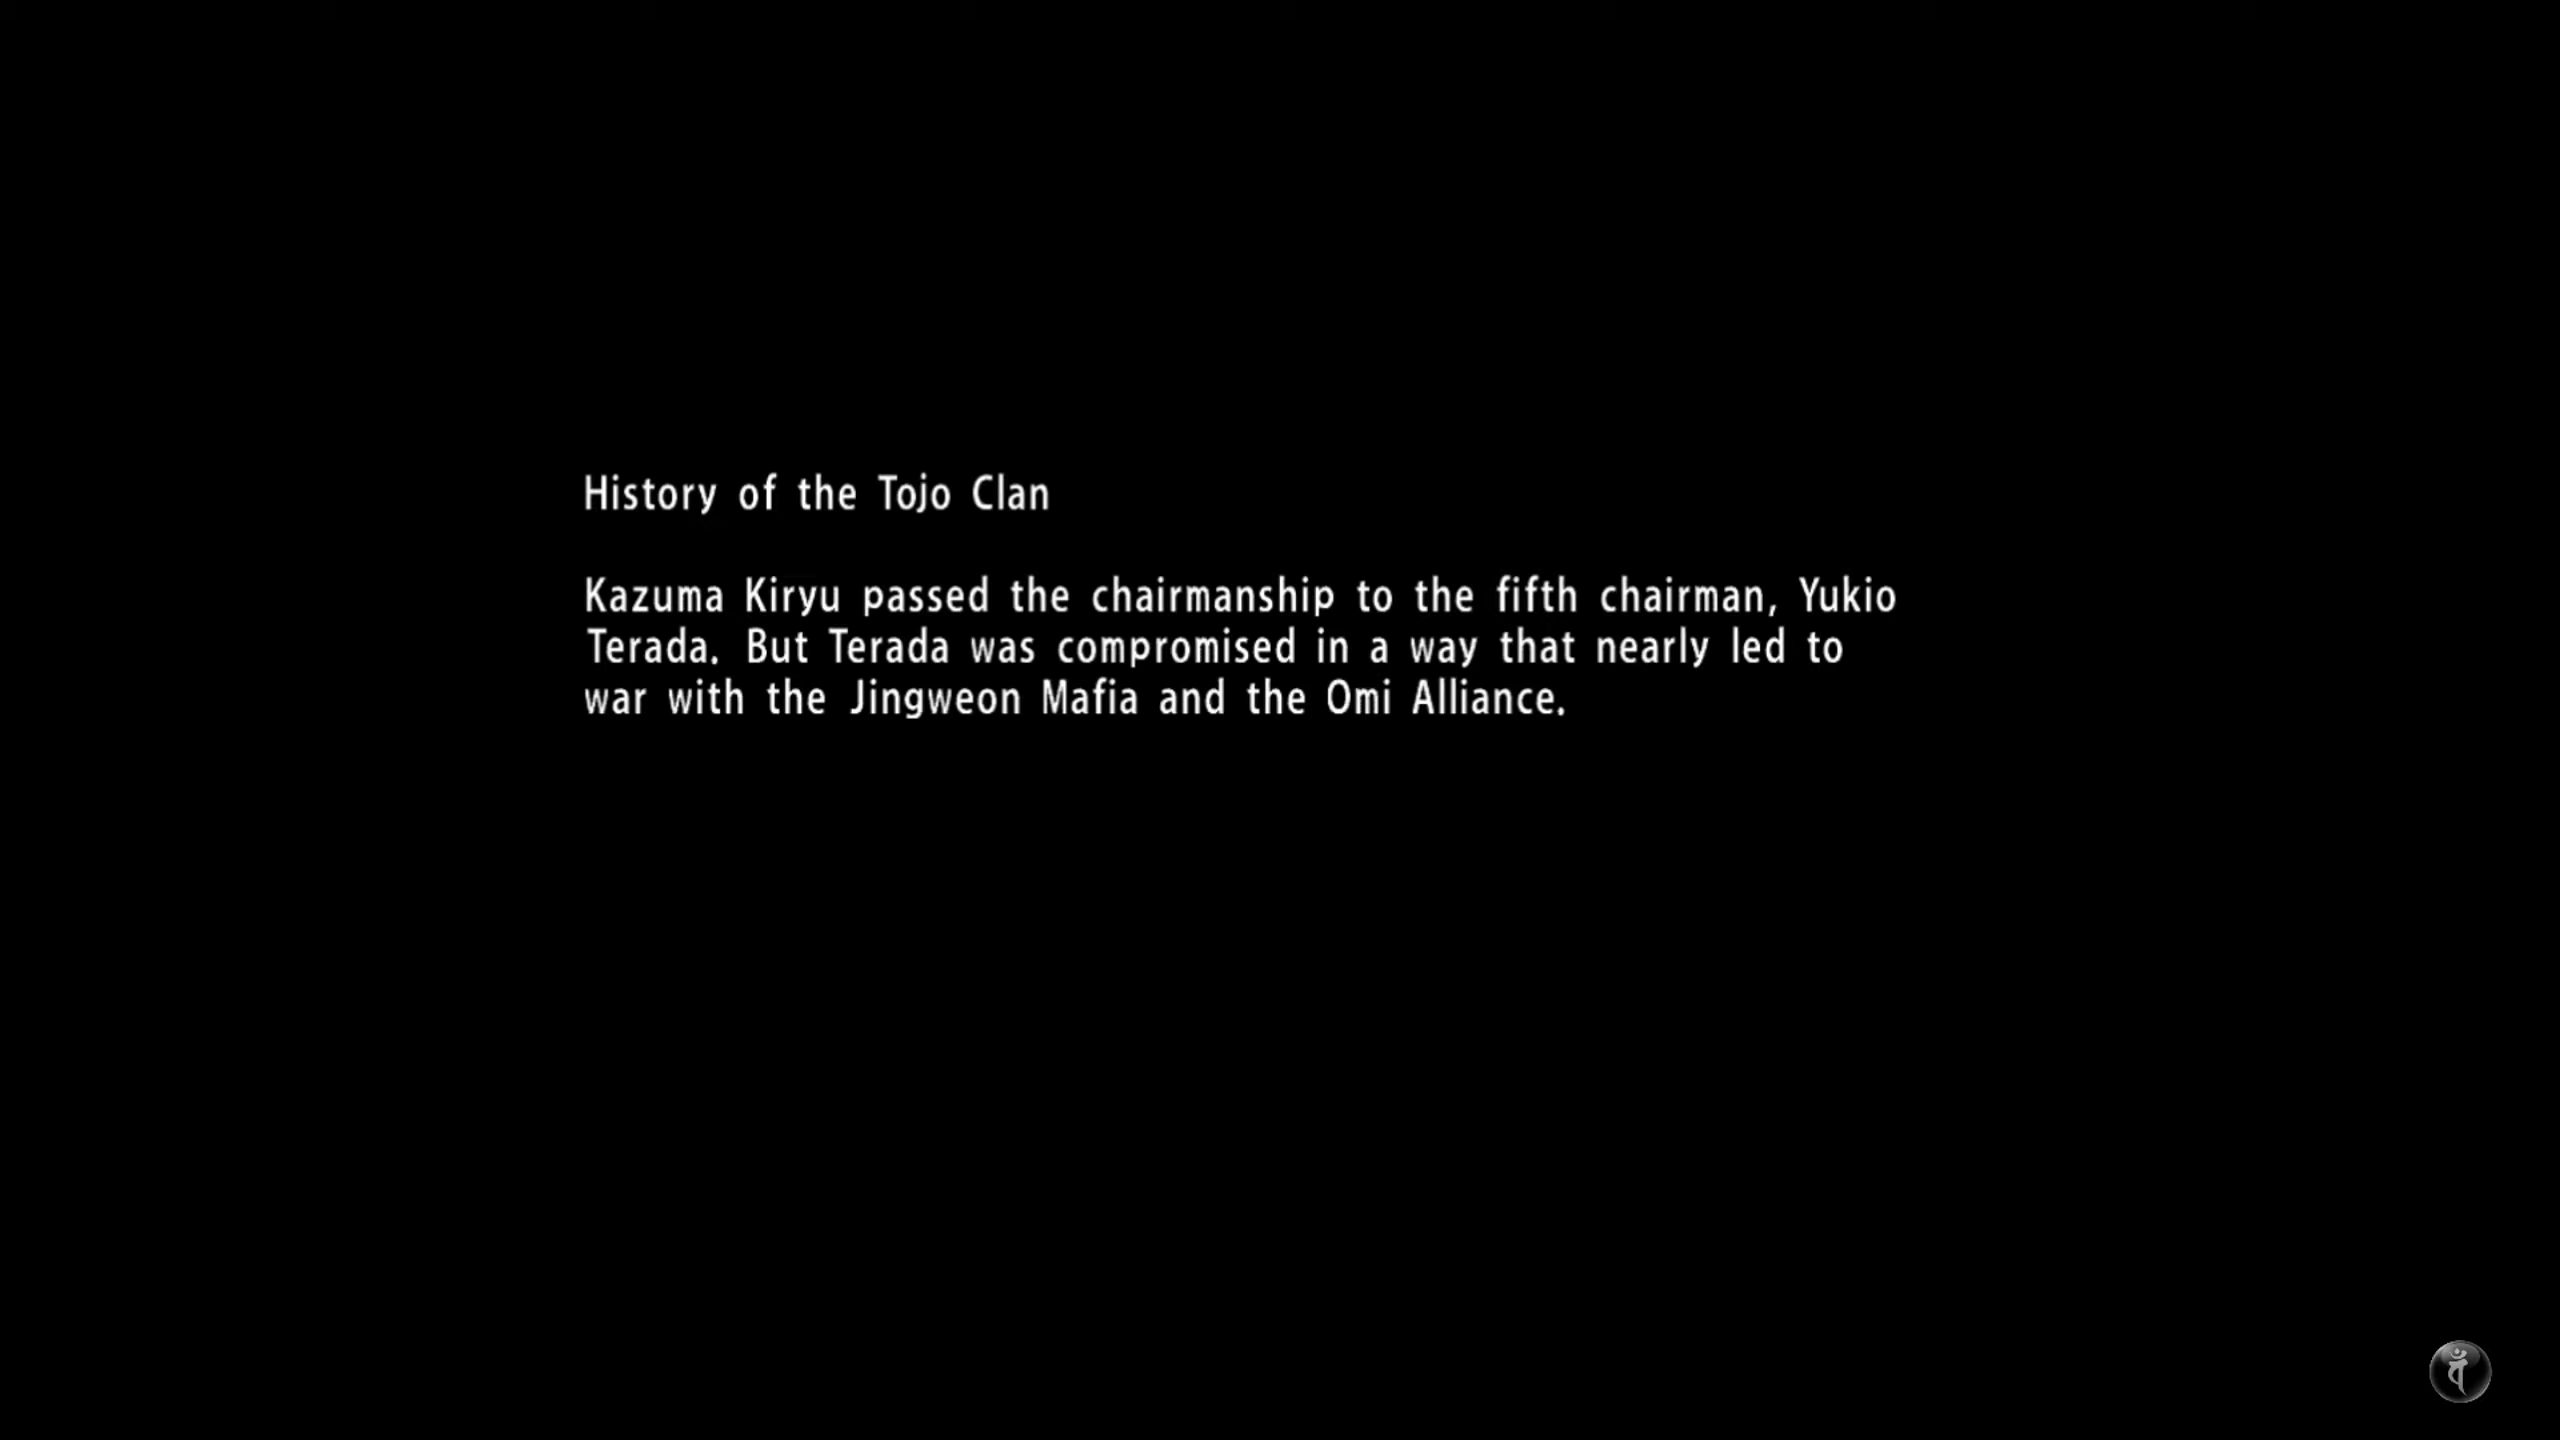 History of the Tojo Clan
Kazuma Kiryu passed the chairmanship to the fifth chairman, Yukio
Terada. But Terada was compromised in a way that nearly led to
war with the Jingweon Mafia and the Omi Alliance.